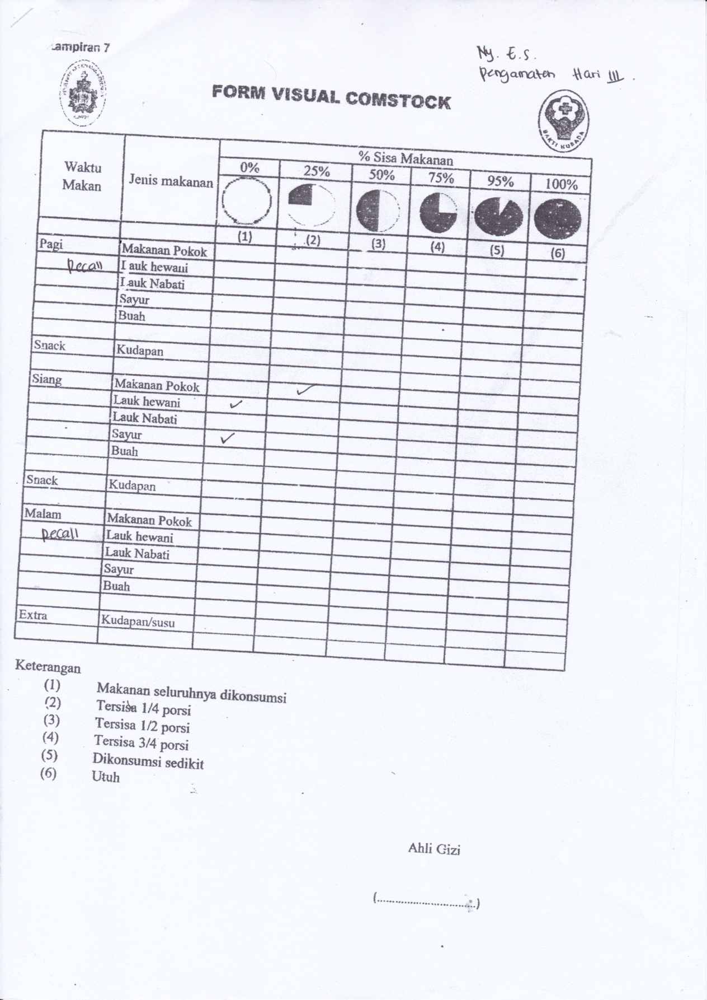 Lampiran 7
Ny. E.S.
Pengamaten Hari III.
FORM VISUAL COMSTOCK
BAKTI HUSADA
Waktu Makan Jenis makanan % Sisa Makanan
0% 25% 50% 75% 95% 100%
(1) (2) (3) (4) (5) (6)
Pagi Makanan Pokok
Recall Lauk hewani
Lauk Nabati
Sayur
Buah
Snack Kudapan
Siang Makanan Pokok ✓
Lauk hewani ✓
Lauk Nabati
Sayur ✓
Buah
Snack Kudapan
Malam Makanan Pokok
Recall Lauk hewani
Lauk Nabati
Sayur
Buah
Extra Kudapan/susu
Keterangan
(1) Makanan seluruhnya dikonsumsi
(2) Tersisa 1/4 porsi
(3) Tersisa 1/2 porsi
(4) Tersisa 3/4 porsi
(5) Dikonsumsi sedikit
(6) Utuh
Ahli Gizi
(..............................)